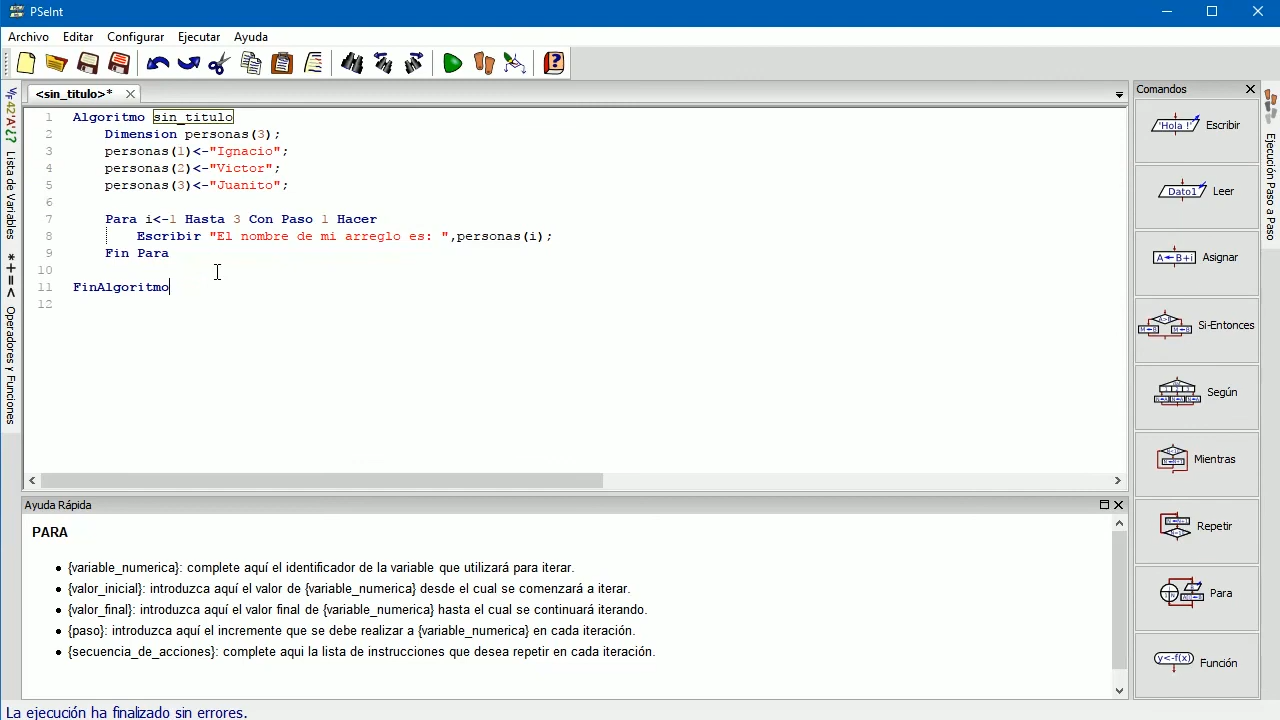 PSeInt
Archivo Editar Configurar Ejecutar Ayuda
<sin_titulo>*
1 Algoritmo sin_titulo
2 Dimension personas(3);
3 personas(1)<-"Ignacio";
4 personas(2)<-"Victor";
5 personas(3)<-"Juanito";
6
7 Para i<-1 Hasta 3 Con Paso 1 Hacer
8 Escribir "El nombre de mi arreglo es: ",personas(i);
9 Fin Para
10
11 FinAlgoritmo
12
Lista de Variables
Operadores y Funciones
Comandos
'Hola !' Escribir
Dato1 Leer
A←B+i Asignar
Si-Entonces
Según
Mientras
Repetir
Para
y<-f(x) Función
Ejecución Paso a Paso
Ayuda Rápida
PARA
• {variable_numerica}: complete aquí el identificador de la variable que utilizará para iterar.
• {valor_inicial}: introduzca aquí el valor de {variable_numerica} desde el cual se comenzará a iterar.
• {valor_final}: introduzca aquí el valor final de {variable_numerica} hasta el cual se continuará iterando.
• {paso}: introduzca aquí el incremente que se debe realizar a {variable_numerica} en cada iteración.
• {secuencia_de_acciones}: complete aqui la lista de instrucciones que desea repetir en cada iteración.
La ejecución ha finalizado sin errores.